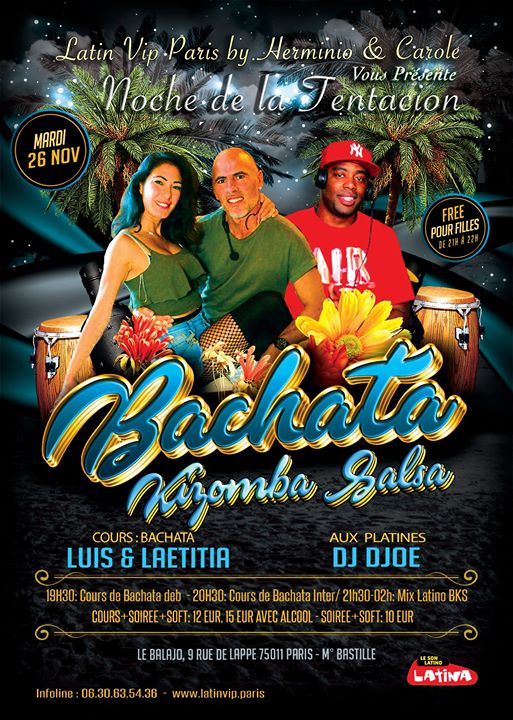 Latin Vip Paris by Herminio & Carole
Vous Présente
Noche de la Tentacion
MARDI
26 NOV
FREE
POUR FILLES
DE 21H À 22H
Bachata
Kizomba Salsa
COURS : BACHATA
LUIS & LAETITIA
AUX PLATINES
DJ DJOE
19H30: Cours de Bachata deb - 20H30: Cours de Bachata Inter/ 21h30-02h: Mix Latino BKS
COURS+SOIREE+SOFT: 12 EUR, 15 EUR AVEC ALCOOL - SOIREE+SOFT: 10 EUR
LE BALAJO, 9 RUE DE LAPPE 75011 PARIS - M° BASTILLE
LE SON
LATINO
LATINA
Infoline : 06.30.63.54.36 - www.latinvip.paris